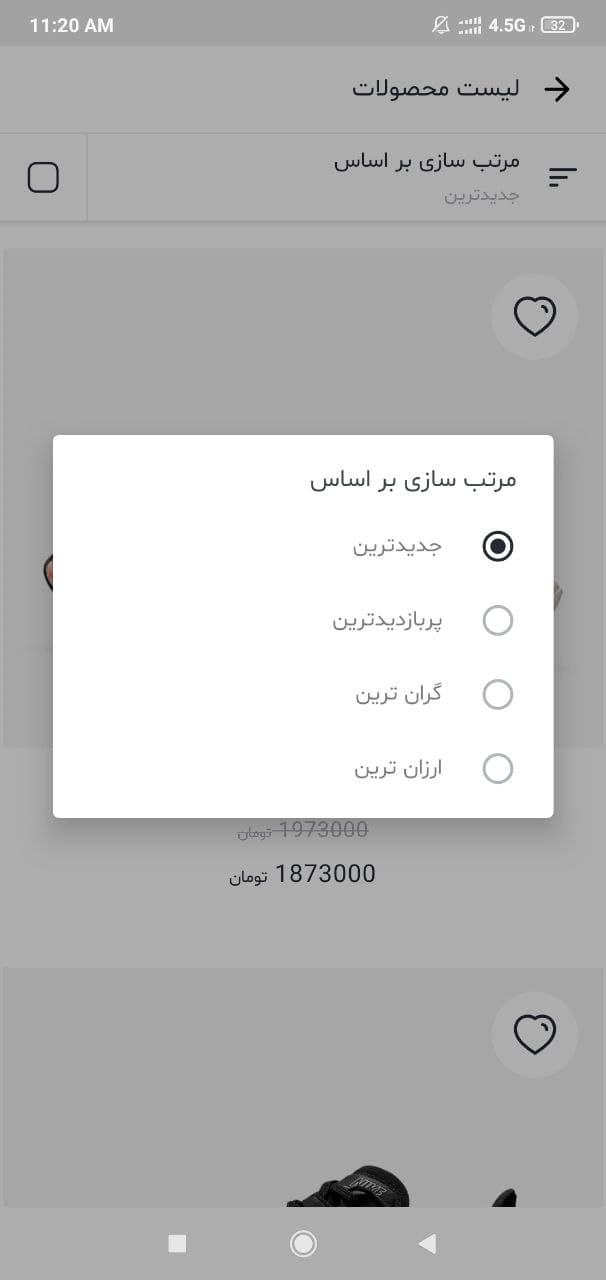 11:20 AM 4.5G 32
لیست محصولات
مرتب سازی بر اساس
جدیدترین
مرتب سازی بر اساس
جدیدترین
پربازدیدترین
گران ترین
ارزان ترین
1973000 تومان
1873000 تومان
NIKE